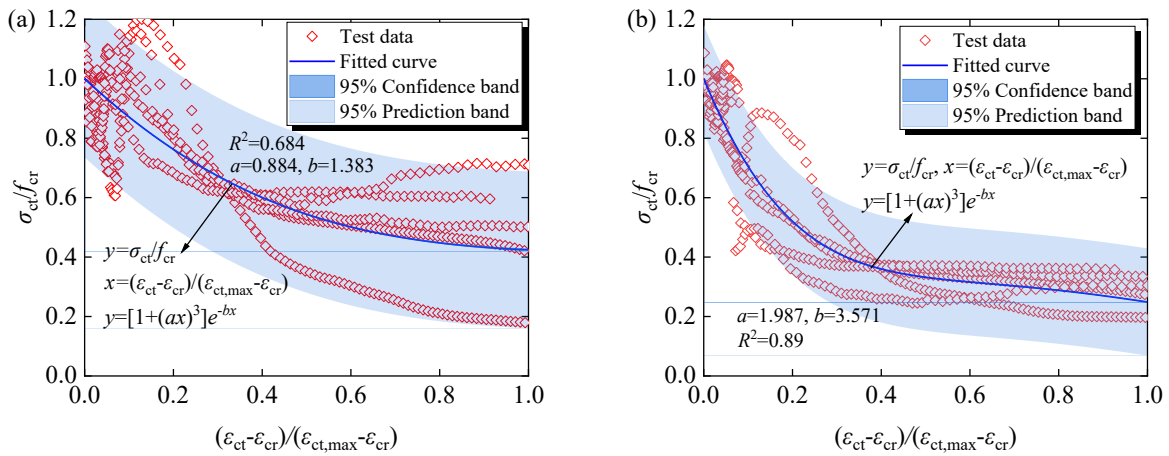 (a)
1.2
1.0
0.8
0.6
0.4
0.2
0.0
σct/fcr
Test data
Fitted curve
95% Confidence band
95% Prediction band
R²=0.684
a=0.884, b=1.383
y=σct/fcr
x=(εct-εcr)/(εct,max-εcr)
y=[1+(ax)³]e^-bx
0.0 0.2 0.4 0.6 0.8 1.0
(εct-εcr)/(εct,max-εcr)
(b)
1.2
1.0
0.8
0.6
0.4
0.2
0.0
σct/fcr
Test data
Fitted curve
95% Confidence band
95% Prediction band
y=σct/fcr, x=(εct-εcr)/(εct,max-εcr)
y=[1+(ax)³]e^-bx
a=1.987, b=3.571
R²=0.89
0.0 0.2 0.4 0.6 0.8 1.0
(εct-εcr)/(εct,max-εcr)